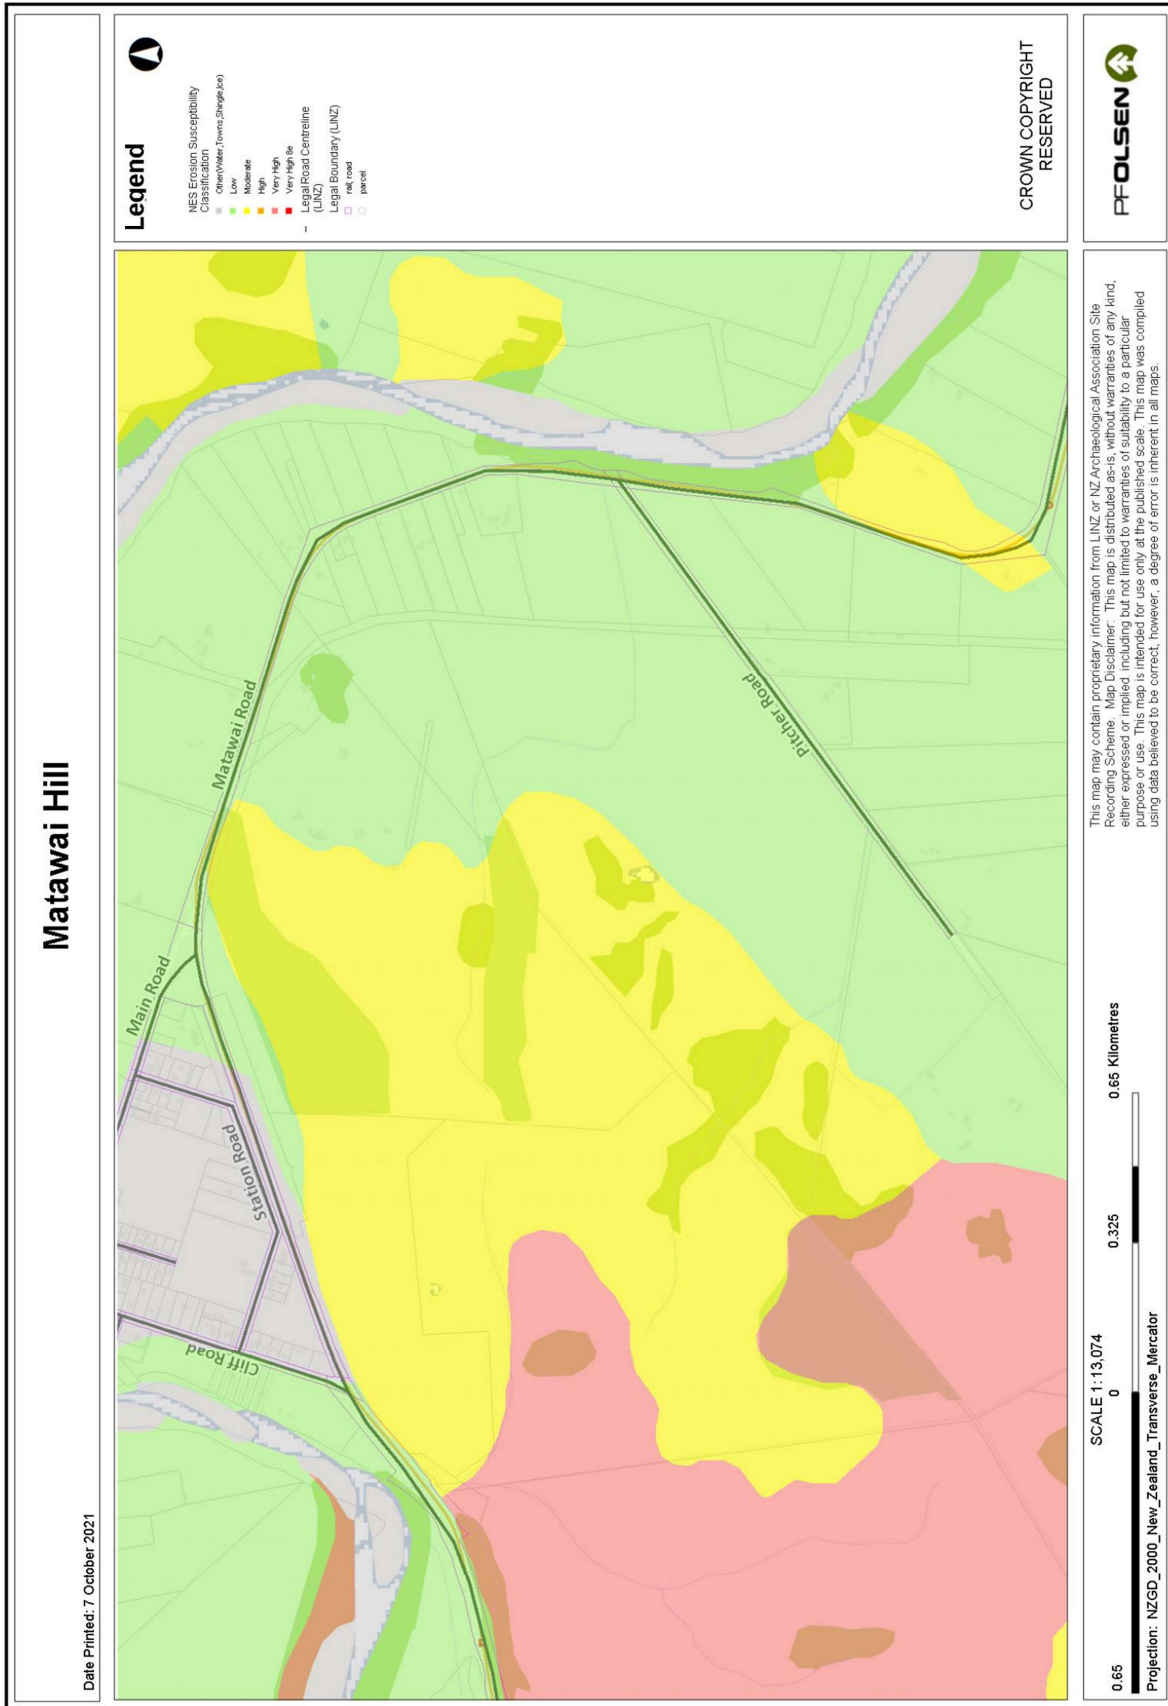 Matawai Hill
Date Printed: 7 October 2021
Legend
NES Erosion Susceptibility
Classification
Other(Water,Towns,Shingle,Ice)
Low
Moderate
High
Very High
Very High 8e
Legal Road Centreline
(LINZ)
Legal Boundary (LINZ)
rail; road
parcel
CROWN COPYRIGHT
RESERVED
Cliff Road
Station Road
Main Road
Matawai Road
Pitcher Road
SCALE 1:13,074
0.65
0
0.325
0.65 Kilometres
Projection: NZGD_2000_New_Zealand_Transverse_Mercator
This map may contain proprietary information from LINZ or NZ Archaeological Association Site
Recording Scheme. Map Disclaimer: This map is distributed as-is, without warranties of any kind,
either expressed or implied, including but not limited to warranties of suitability to a particular
purpose or use. This map is intended for use only at the published scale. This map was compiled
using data believed to be correct, however, a degree of error is inherent in all maps.
PF OLSEN